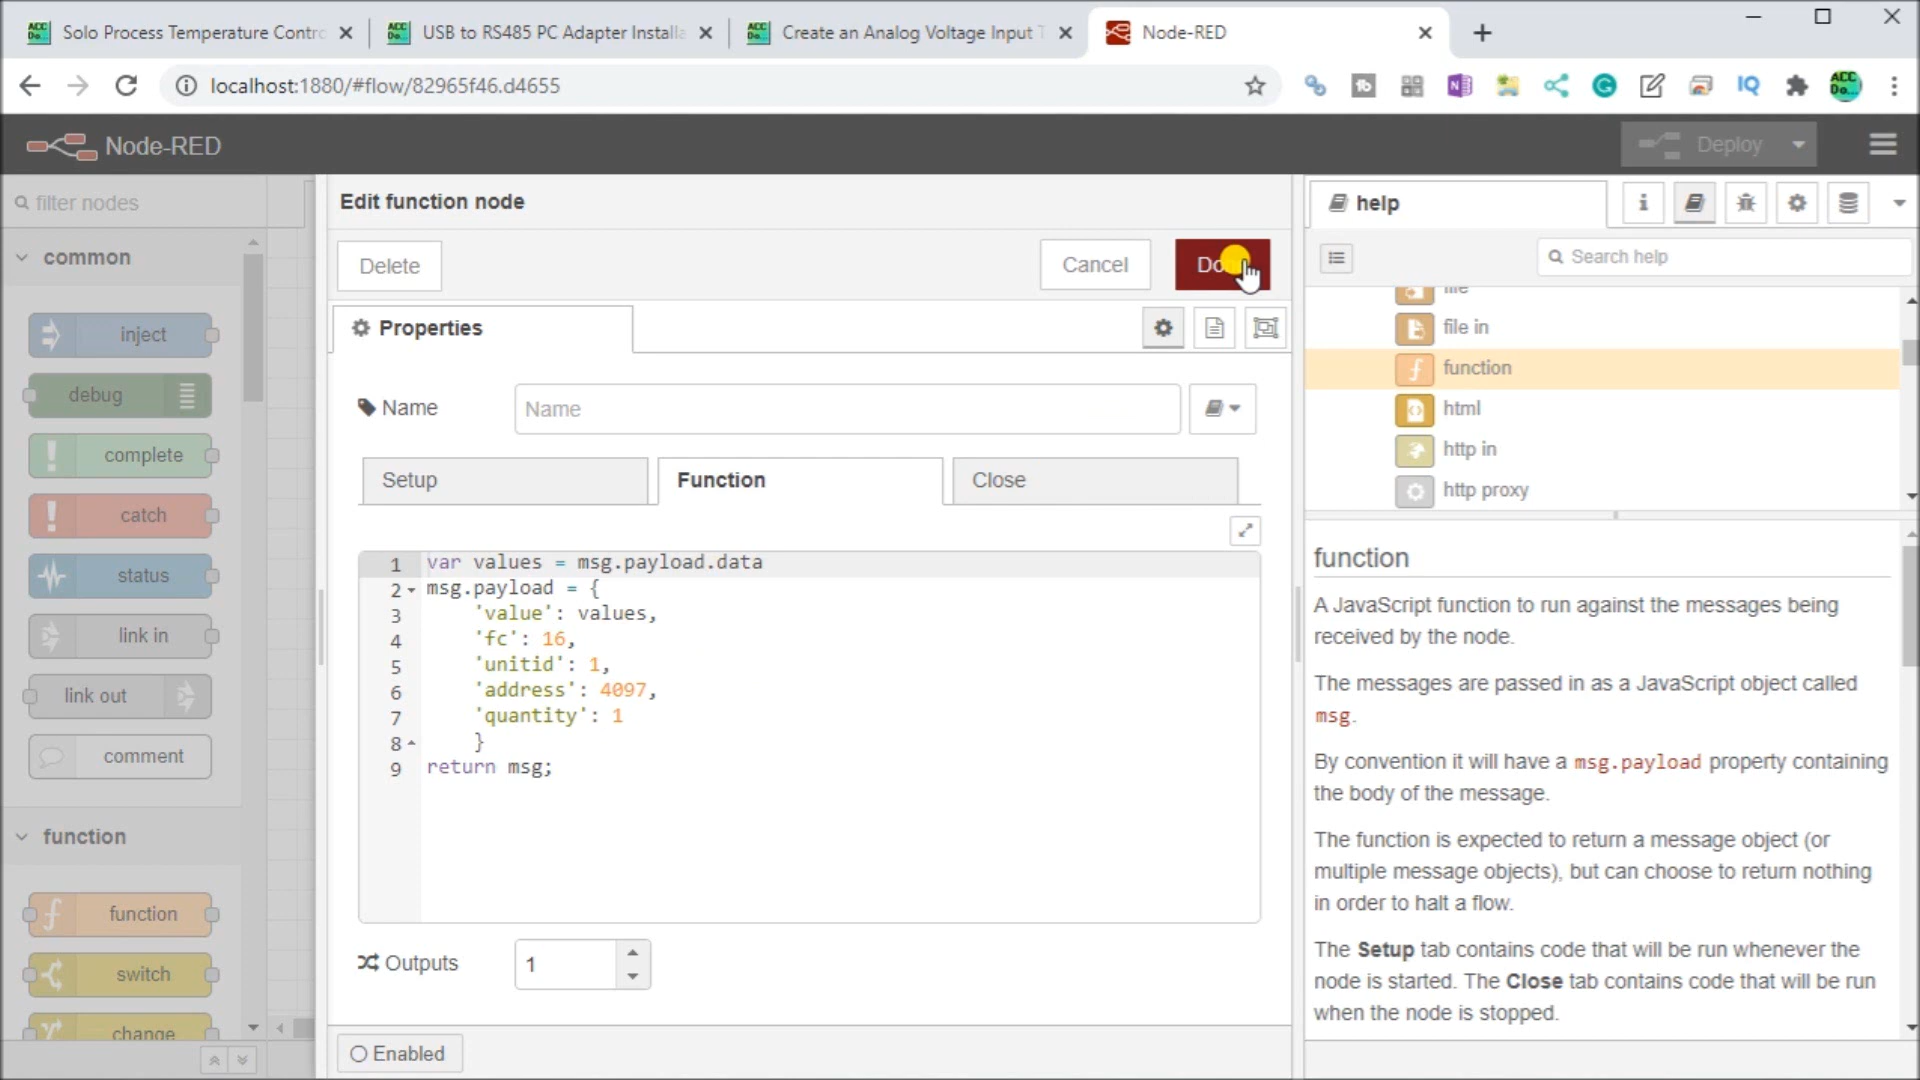 Solo Process Temperature Contro
USB to RS485 PC Adapter Installa
Create an Analog Voltage Input T
Node-RED
localhost:1880/#flow/82965f46.d4655
Node-RED
Deploy
filter nodes
common
inject
debug
complete
catch
status
link in
link out
comment
function
function
switch
change
Edit function node
Delete
Cancel
Do
Properties
Name
Name
Setup
Function
Close
1 var values = msg.payload.data
2 msg.payload = {
3 'value': values,
4 'fc': 16,
5 'unitid': 1,
6 'address': 4097,
7 'quantity': 1
8 }
9 return msg;
Outputs
1
Enabled
help
Search help
file
file in
function
html
http in
http proxy
function
A JavaScript function to run against the messages being
received by the node.
The messages are passed in as a JavaScript object called
msg.
By convention it will have a msg.payload property containing
the body of the message.
The function is expected to return a message object (or
multiple message objects), but can choose to return nothing
in order to halt a flow.
The Setup tab contains code that will be run whenever the
node is started. The Close tab contains code that will be run
when the node is stopped.